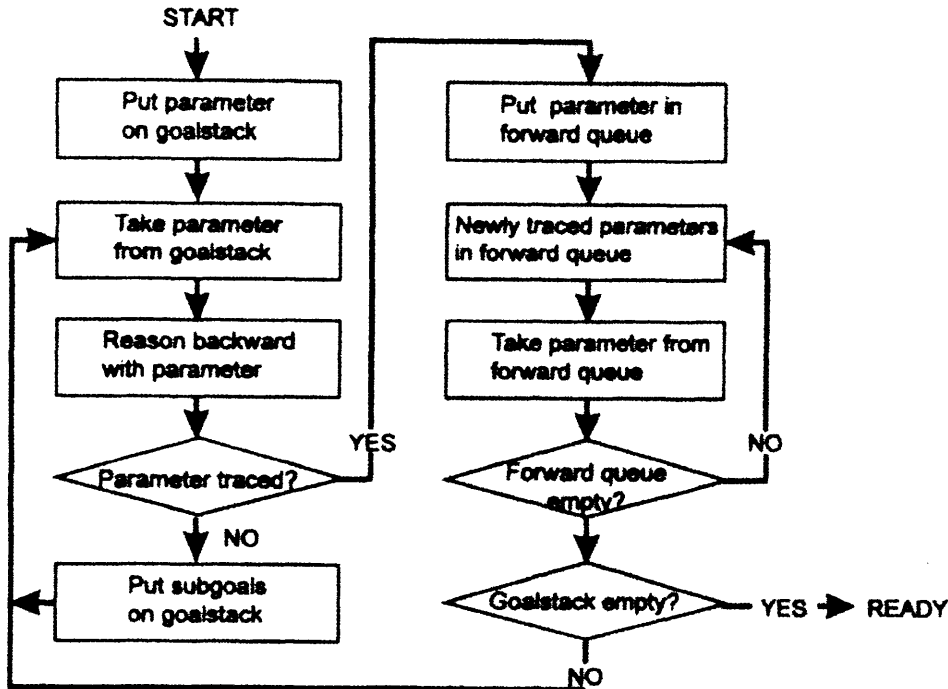 START
Put parameter
on goalstack
Take parameter
from goalstack
Reason backward
with parameter
Parameter traced?
YES
NO
Put subgoals
on goalstack
Put parameter in
forward queue
Newly traced parameters
in forward queue
Take parameter from
forward queue
Forward queue
empty?
NO
Goalstack empty?
YES
READY
NO